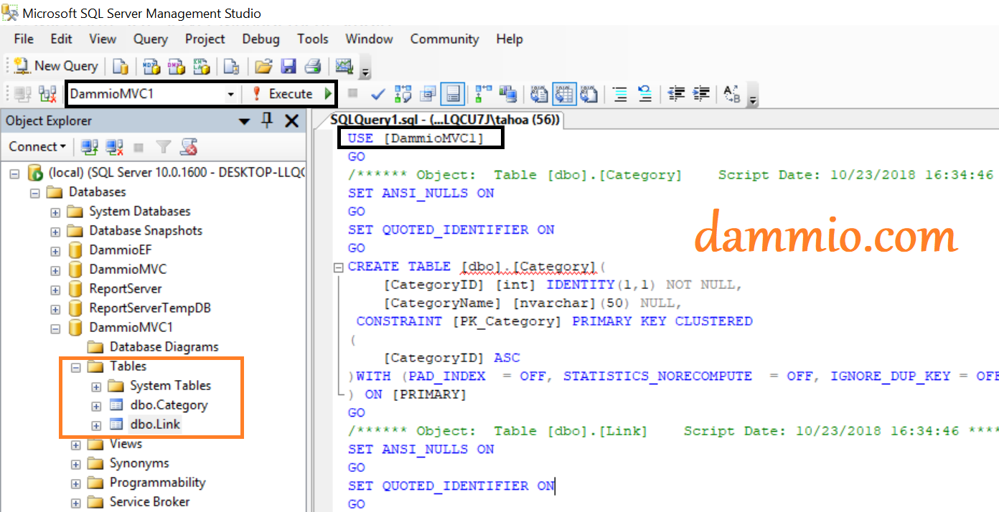 Microsoft SQL Server Management Studio
File Edit View Query Project Debug Tools Window Community Help
New Query
DammioMVC1 Execute
Object Explorer
Connect
(local) (SQL Server 10.0.1600 - DESKTOP-LLQC
Databases
System Databases
Database Snapshots
DammioEF
DammioMVC
ReportServer
ReportServerTempDB
DammioMVC1
Database Diagrams
Tables
System Tables
dbo.Category
dbo.Link
Views
Synonyms
Programmability
Service Broker
SQLQuery1.sql - (...LQCU7J\tahoa (56))
USE [DammioMVC1]
GO
/****** Object:  Table [dbo].[Category]    Script Date: 10/23/2018 16:34:46
SET ANSI_NULLS ON
GO
SET QUOTED_IDENTIFIER ON
GO
CREATE TABLE [dbo].[Category](
[CategoryID] [int] IDENTITY(1,1) NOT NULL,
[CategoryName] [nvarchar](50) NULL,
CONSTRAINT [PK_Category] PRIMARY KEY CLUSTERED
(
[CategoryID] ASC
)WITH (PAD_INDEX  = OFF, STATISTICS_NORECOMPUTE  = OFF, IGNORE_DUP_KEY = OFF
) ON [PRIMARY]
GO
/****** Object:  Table [dbo].[Link]    Script Date: 10/23/2018 16:34:46 ****
SET ANSI_NULLS ON
GO
SET QUOTED_IDENTIFIER ON
GO
dammio.com